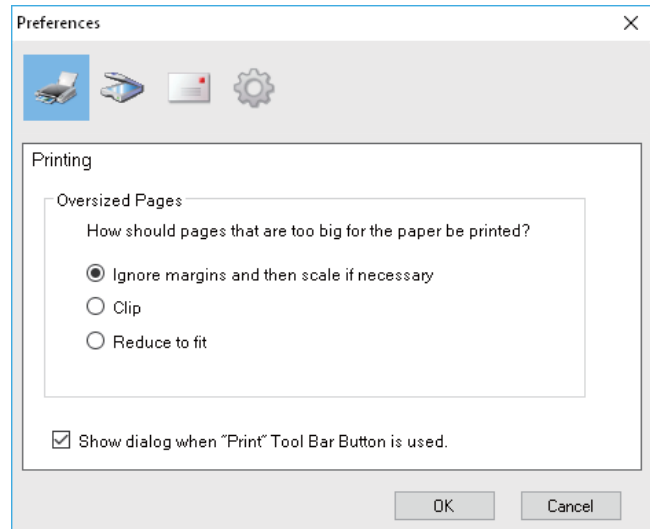 Preferences
Printing
Oversized Pages
How should pages that are too big for the paper be printed?
Ignore margins and then scale if necessary
Clip
Reduce to fit
Show dialog when "Print" Tool Bar Button is used.
OK Cancel